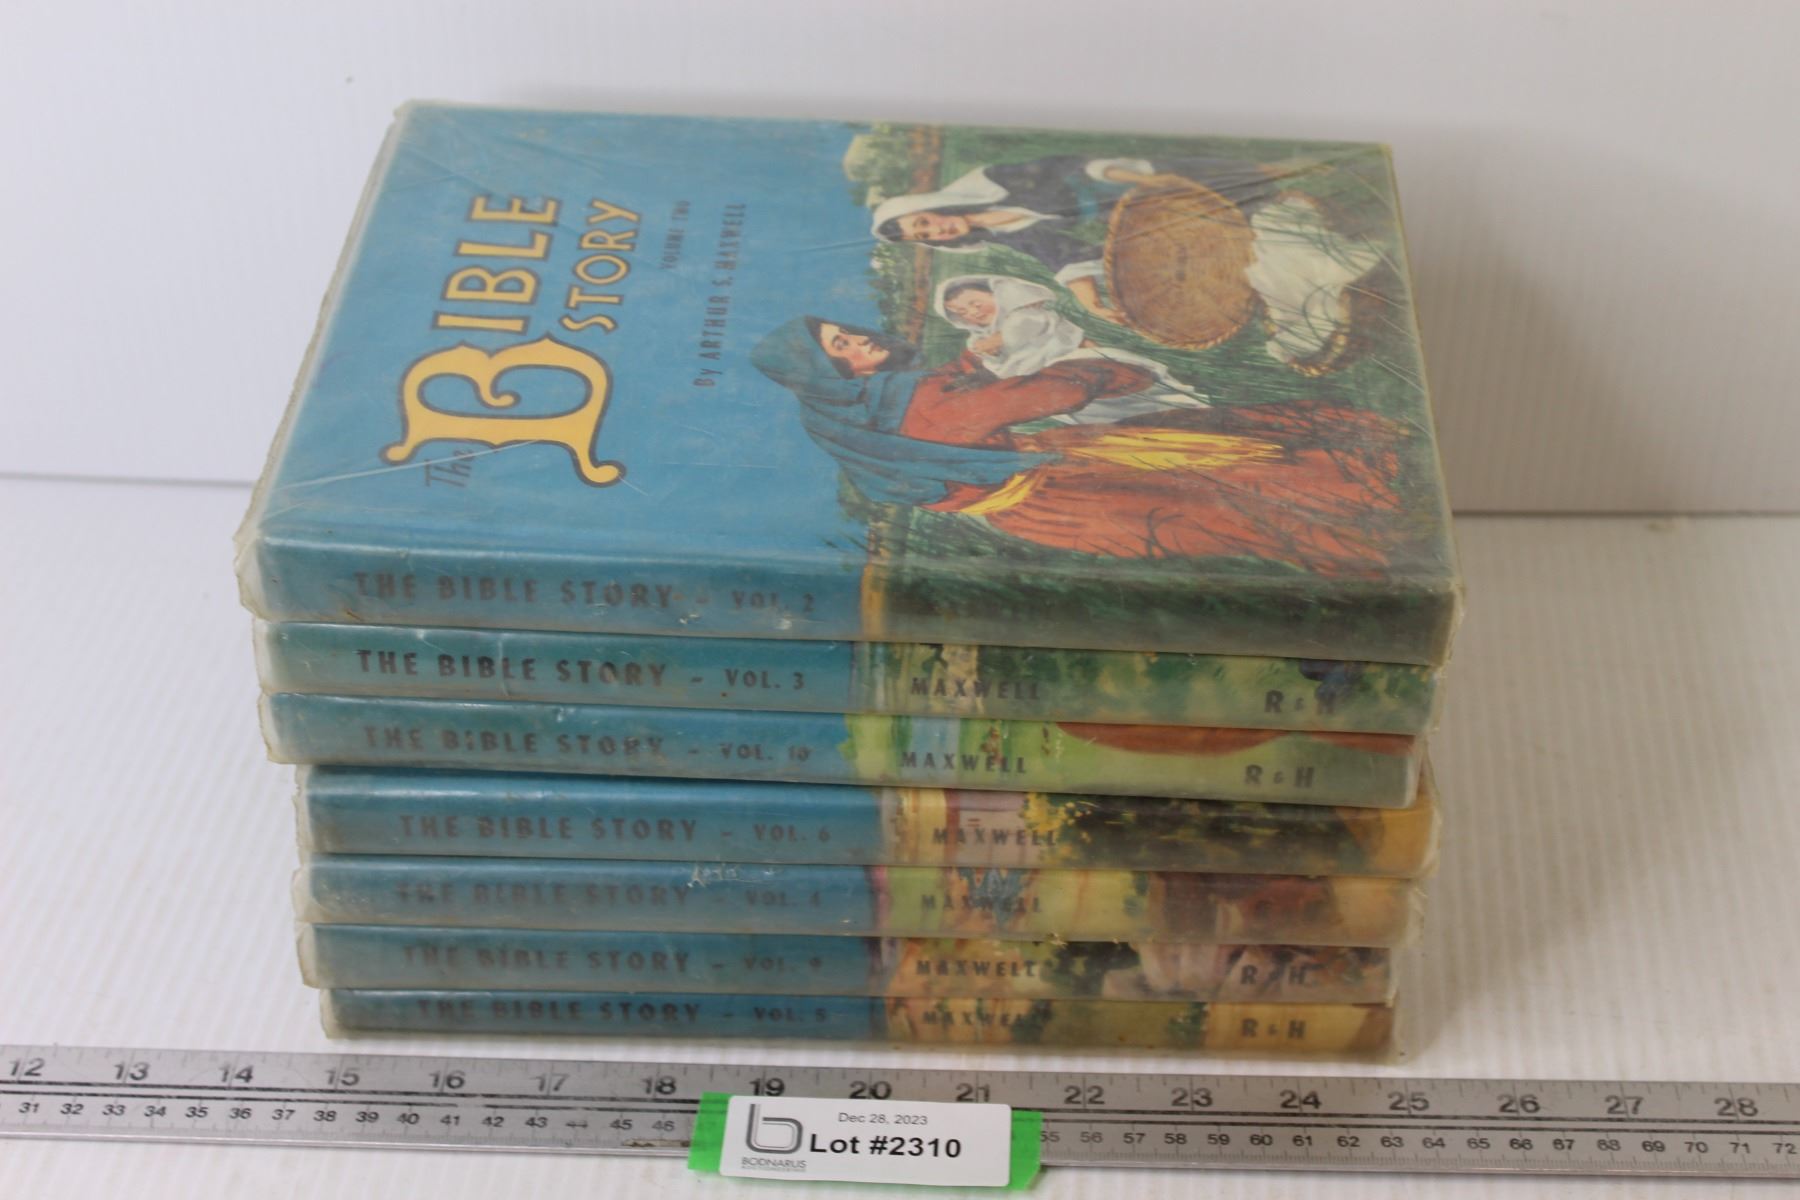 The BIBLE
STORY
VOLUME TWO
By ARTHUR S. MAXWELL
THE BIBLE STORY - VOL. 2
THE BIBLE STORY - VOL. 3 MAXWELL R & H
THE BIBLE STORY - VOL. 10 MAXWELL R & H
THE BIBLE STORY - VOL. 6 MAXWELL
THE BIBLE STORY - VOL. 4 MAXWELL
THE BIBLE STORY - VOL. 9 MAXWELL R & H
THE BIBLE STORY - VOL. 5 MAXWELL R & H
12 13 14 15 16 17 18 19 20 21 22 23 24 25 26 27 28
31 32 33 34 35 36 37 38 39 40 41 42 43 44 45 46 55 56 57 58 59 60 61 62 63 64 65 66 67 68 69 70 71 72
Dec 28, 2023
Lot #2310
BODNARUS
AUCTIONEERING